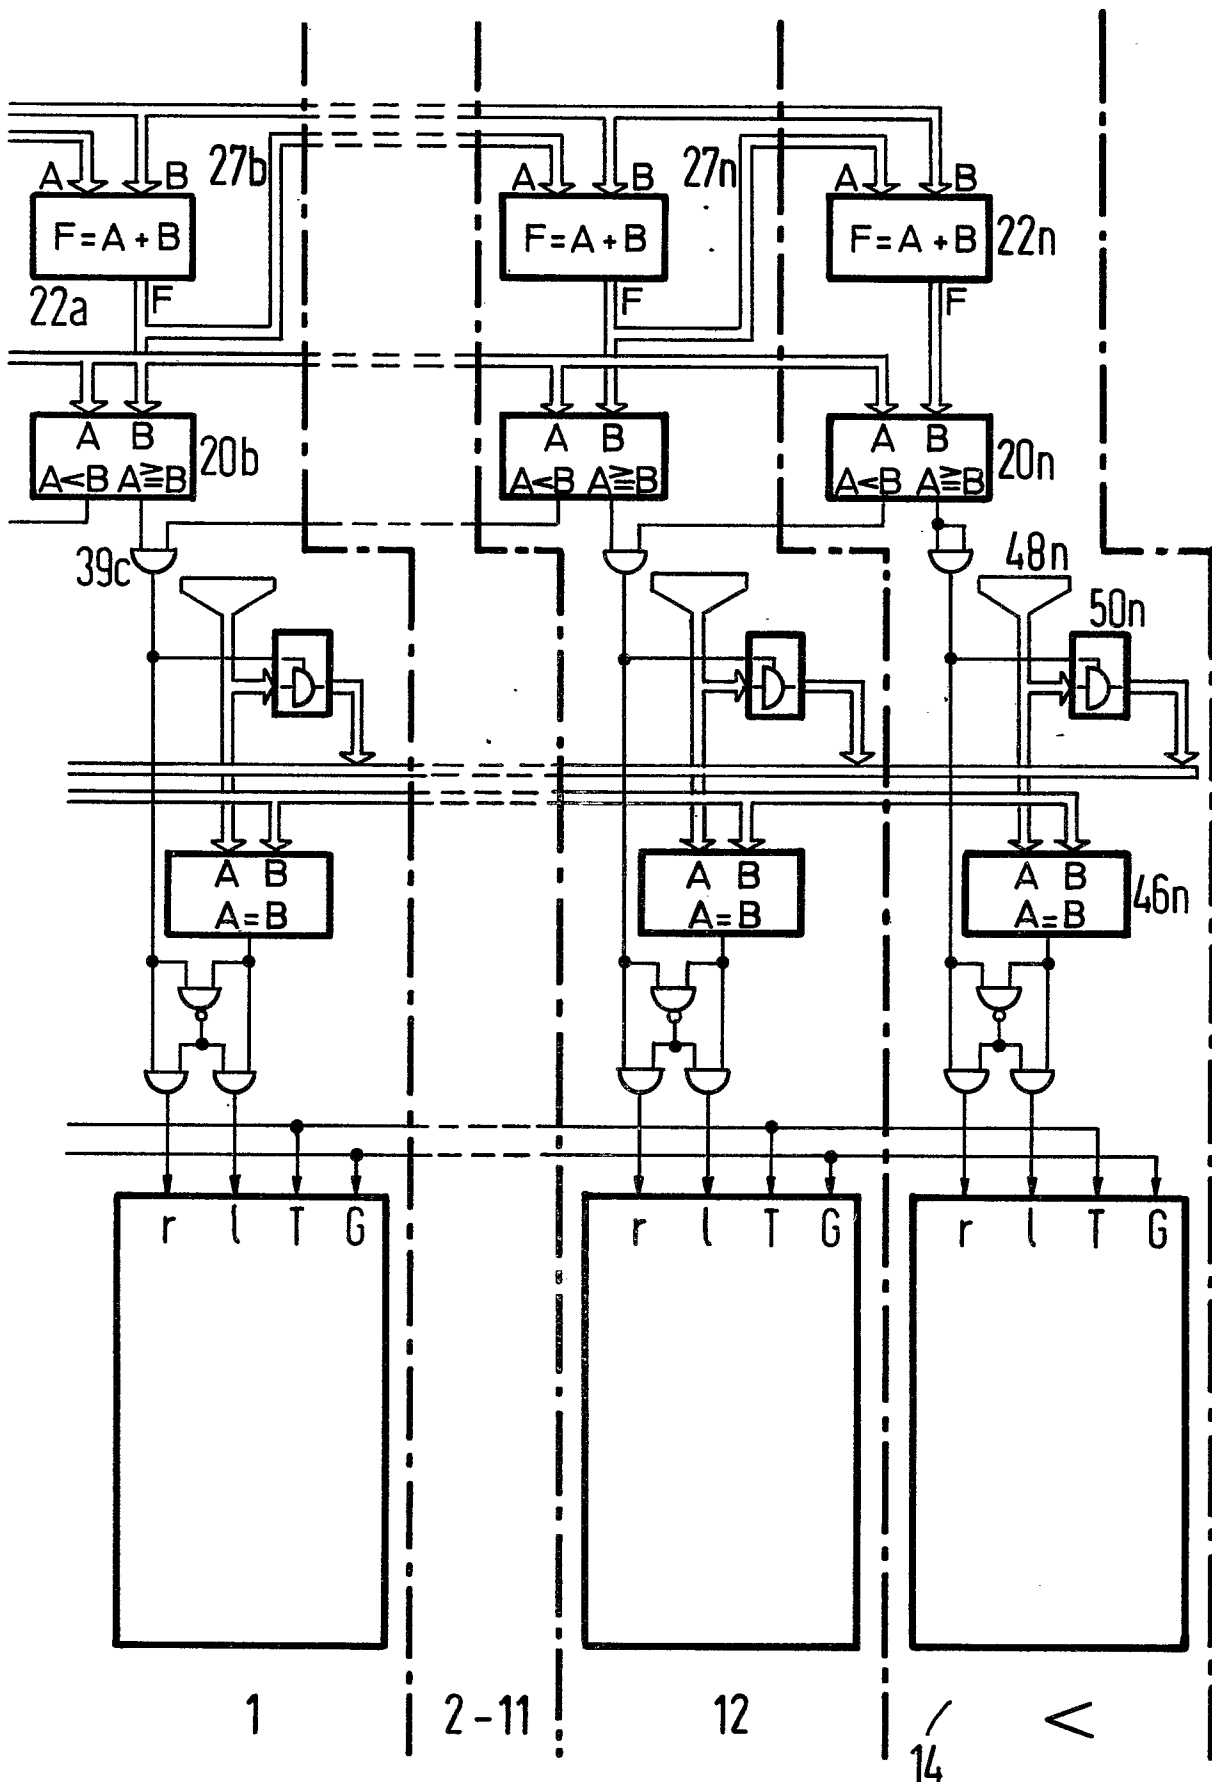 27b 27n
A B A B A B
F=A+B F=A+B F=A+B 22n
22a F F F
A B A B A B
20b 20n
A<B A≧B A<B A≧B A<B A≧B
39c 48n
50n
A B A B A B
46n
A=B A=B A=B
r l T G r l T G r l T G
1 2-11 12 <
14